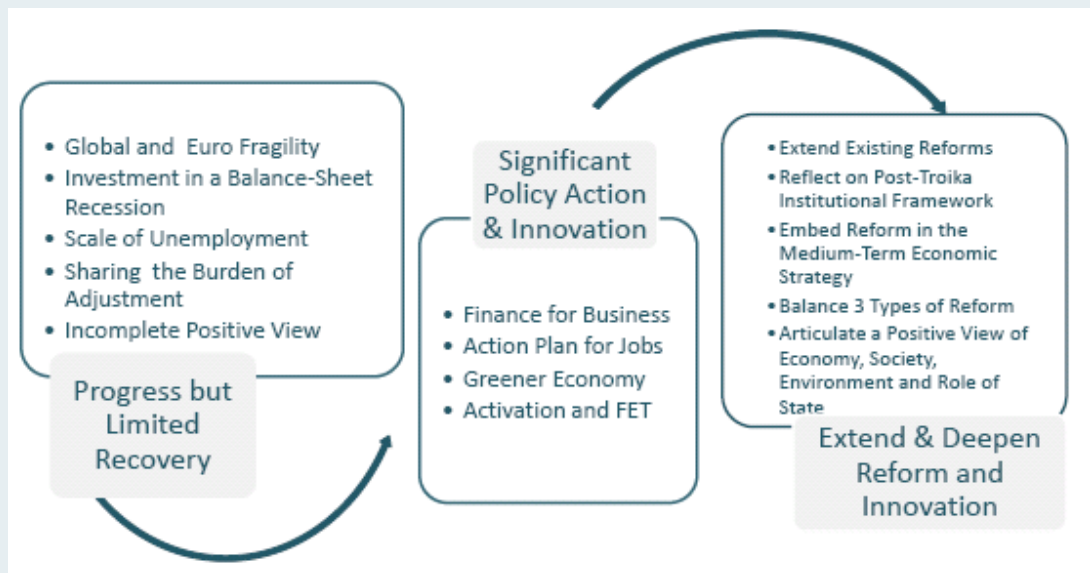 • Global and Euro Fragility
• Investment in a Balance-Sheet
Recession
• Scale of Unemployment
• Sharing the Burden of
Adjustment
• Incomplete Positive View
Progress but
Limited
Recovery
Significant
Policy Action
& Innovation
• Finance for Business
• Action Plan for Jobs
• Greener Economy
• Activation and FET
• Extend Existing Reforms
• Reflect on Post-Troika
Institutional Framework
• Embed Reform in the
Medium-Term Economic
Strategy
• Balance 3 Types of Reform
• Articulate a Positive View of
Economy, Society,
Environment and Role of
State
Extend & Deepen
Reform and
Innovation